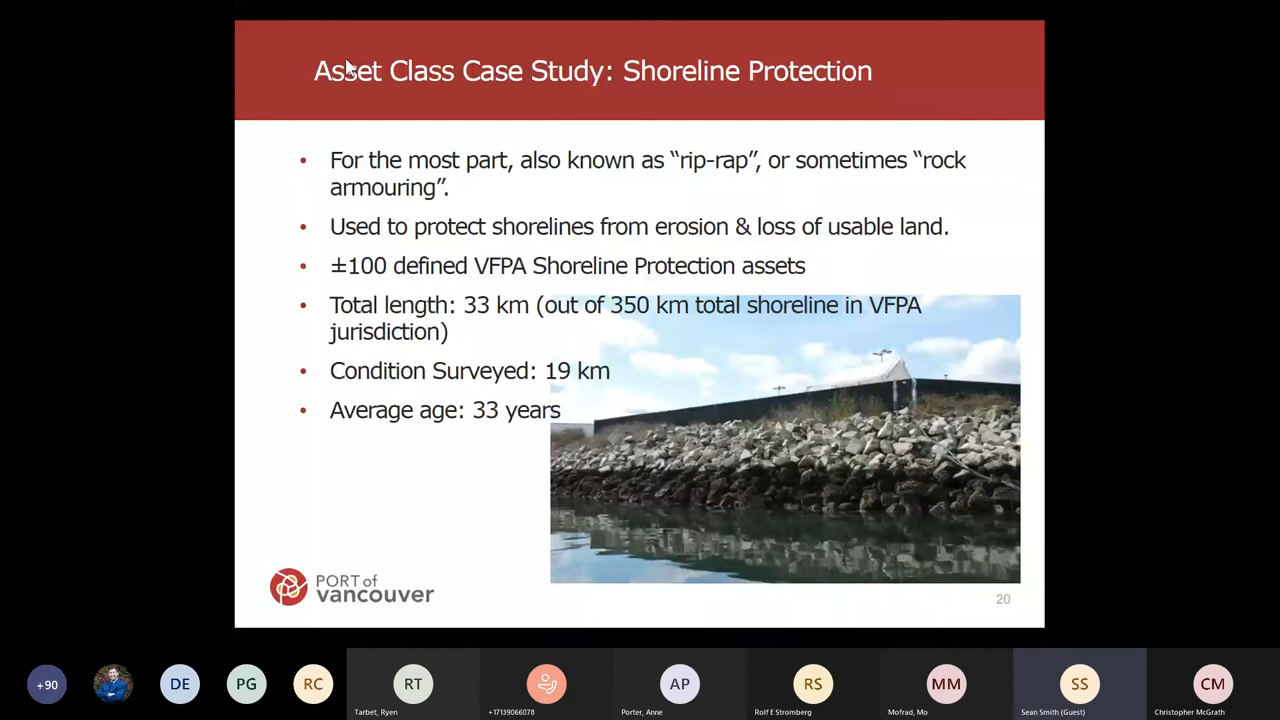 Asset Class Case Study: Shoreline Protection
• For the most part, also known as “rip-rap”, or sometimes “rock
armouring”.
• Used to protect shorelines from erosion & loss of usable land.
• ±100 defined VFPA Shoreline Protection assets
• Total length: 33 km (out of 350 km total shoreline in VFPA
jurisdiction)
• Condition Surveyed: 19 km
• Average age: 33 years
PORT of
vancouver
20
+90
DE
PG
RC
RT
AP
RS
MM
SS
CM
Tarbet, Ryen
+17139066078
Porter, Anne
Rolf E Stromberg
Mofrad, Mo
Sean Smith (Guest)
Christopher McGrath